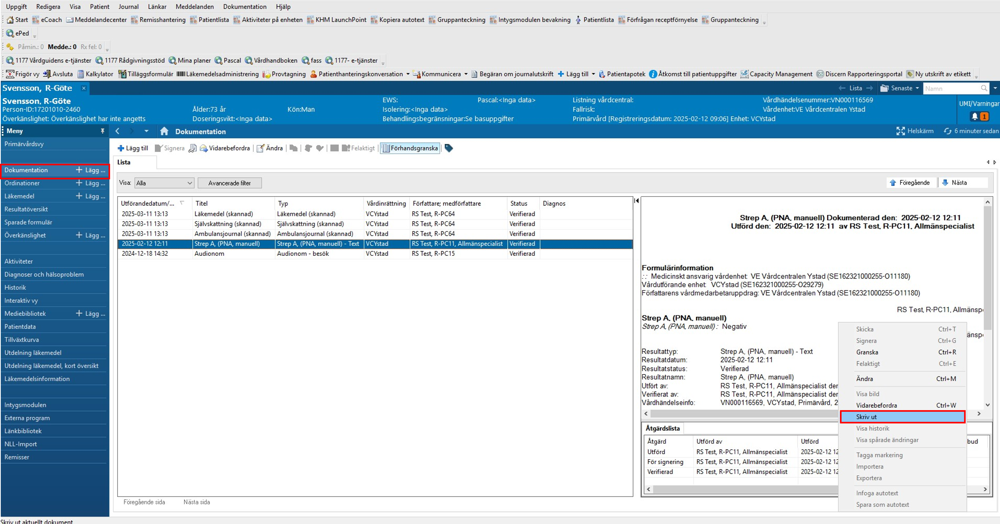 Uppgift Redigera Visa Patient Journal Länkar Meddelanden Dokumentation Hjälp
Start eCoach Meddelandecenter Remisshantering Patientlista Aktiviteter på enheten KHM LaunchPoint Kopiera autotext Gruppanteckning Intygsmodulen bevakning Patientlista Förfrågan receptförnyelse Gruppanteckning
ePed
Påmin.: 0 Medde.: 0 Rx fel: 0
1177 Vårdguidens e-tjänster 1177 Rådgivningsstöd Mina planer Pascal Vårdhandboken fass 1177- e-tjänster
Frigör vy Avsluta Kalkylator Tilläggsformulär Läkemedelsadministrering Provtagning Patienthanteringskonversation Kommunicera Begäran om journalutskrift Lägg till Patientapotek Åtkomst till patientuppgifter Capacity Management Discern Rapporteringsportal Ny utskrift av etikett
Svensson, R-Göte × Lista Senaste Namn
Svensson, R-Göte EWS: Pascal:<Inga data> Listning vårdcentral: Vårdhändelsenummer:VN000116569
Person-ID:17201010-2460 Ålder:73 år Kön:Man Isolering:<Inga data> Fallrisk: Vårdenhet:VE Vårdcentralen Ystad UMI/Varningar
Överkänslighet: Överkänslighet har inte angetts Doseringsvikt:<Inga data> Behandlingsbegränsningar:Se basuppgifter Primärvård [Registreringsdatum: 2025-02-12 09:06] Enhet: VCYstad 1
Meny Dokumentation Helskärm 6 minuter sedan
Primärvårdsvy
Dokumentation + Lägg ...
Ordinationer + Lägg ...
Läkemedel + Lägg ...
Resultatöversikt
Sparade formulär
Överkänslighet + Lägg ...
Aktiviteter
Diagnoser och hälsoproblem
Historik
Interaktiv vy
Mediebibliotek + Lägg ...
Patientdata
Tillväxtkurva
Utdelning läkemedel
Utdelning läkemedel, kort översikt
Läkemedelsinformation
Intygsmodulen
Externa program
Länkbibliotek
NLL-Import
Remisser
Lägg till Signera Vidarebefordra Ändra Felaktigt Förhandsgranska
Lista
Visa: Alla Avancerade filter Föregående Nästa
Utförandedatum/... Titel Typ Vårdinrättning Författare; medförfattare Status Diagnos
2025-03-11 13:13 Läkemedel (skannad) Läkemedel (skannad) VCYstad RS Test, R-PC64 Verifierad
2025-03-11 13:13 Självskattning (skannad) Självskattning (skannad) VCYstad RS Test, R-PC64 Verifierad
2025-03-11 13:13 Ambulansjournal (skannad) Ambulansjournal (skannad) VCYstad RS Test, R-PC64 Verifierad
2025-02-12 12:11 Strep A, (PNA, manuell) Strep A, (PNA, manuell) - Text VCYstad RS Test, R-PC11, Allmänspecialist Verifierad
2024-12-18 14:32 Audionom Audionom - besök VCYstad RS Test, R-PC15 Verifierad
Föregående sida Nästa sida
Strep A, (PNA, manuell) Dokumenterad den: 2025-02-12 12:11
Utförd den: 2025-02-12 12:11 av RS Test, R-PC11, Allmänspecialist
Formulärinformation
Medicinskt ansvarig vårdenhet: VE Vårdcentralen Ystad (SE162321000255-O11180)
Vårdutförande enhet: VCYstad (SE162321000255-O29279)
Författarens vårdmedarbetaruppdrag: VE Vårdcentralen Ystad (SE162321000255-O11180)
RS Test, R-PC11, Allmänsp
Strep A, (PNA, manuell)
Strep A, (PNA, manuell) : Negativ
änsp
Resultattyp: Strep A, (PNA, manuell) - Text
Resultatdatum: 2025-02-12 12:11
Resultatstatus: Verifierad
Resultatnamn: Strep A, (PNA, manuell)
Utfört av: RS Test, R-PC11, Allmänspecialist der
Verifierat av: RS Test, R-PC11, Allmänspecialist der
Vårdhändelseinfo: VN000116569, VCYstad, Primärvård, 2
Åtgärdslista
Åtgärd Utförd av Utförd bud
Utförd RS Test, R-PC11, Allmänspecialist 2025-02-12 12
För signering RS Test, R-PC11, Allmänspecialist 2025-02-12 12
Verifierad RS Test, R-PC11, Allmänspecialist 2025-02-12 12
Skicka Ctrl+T
Signera Ctrl+G
Granska Ctrl+R
Felaktigt Ctrl+E
Ändra Ctrl+M
Visa bild
Vidarebefordra Ctrl+W
Skriv ut
Visa historik
Visa spårade ändringar
Tagga markering
Importera
Exportera
Infoga autotext
Spara som autotext
Skriv ut aktuellt dokument